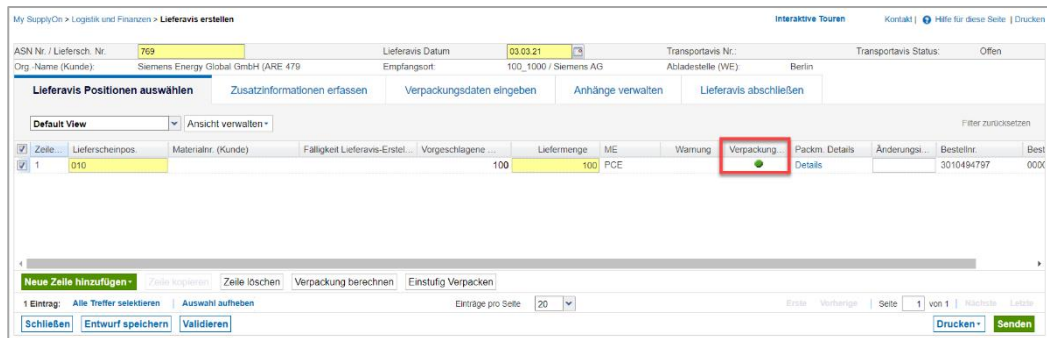 My SupplyOn > Logistik und Finanzen > Lieferavis erstellen Interaktive Touren Kontakt | Hilfe für diese Seite | Drucken
ASN Nr. / Liefersch. Nr. 769 Lieferavis Datum 03.03.21 Transportavis Nr.: Transportavis Status: Offen
Org.-Name (Kunde): Siemens Energy Global GmbH (ARE 479 Empfangsort: 100_1000 / Siemens AG Abladestelle (WE): Berlin
Lieferavis Positionen auswählen Zusatzinformationen erfassen Verpackungsdaten eingeben Anhänge verwalten Lieferavis abschließen
Default View Ansicht verwalten Filter zurücksetzen
Zeile... Lieferscheinpos. Materialnr. (Kunde) Fälligkeit Lieferavis-Erstel... Vorgeschlagene ... Liefermenge ME Warnung Verpackung... Packm. Details Änderungsi... Bestellnr. Best
1 010 100 100 PCE Details 3010494797 0000
Neue Zeile hinzufügen Zeile kopieren Zeile löschen Verpackung berechnen Einstufig Verpacken
1 Eintrag: Alle Treffer selektieren | Auswahl aufheben Einträge pro Seite 20 Erste Vorherige | Seite 1 von 1 | Nächste Letzte
Schließen Entwurf speichern Validieren Drucken Senden